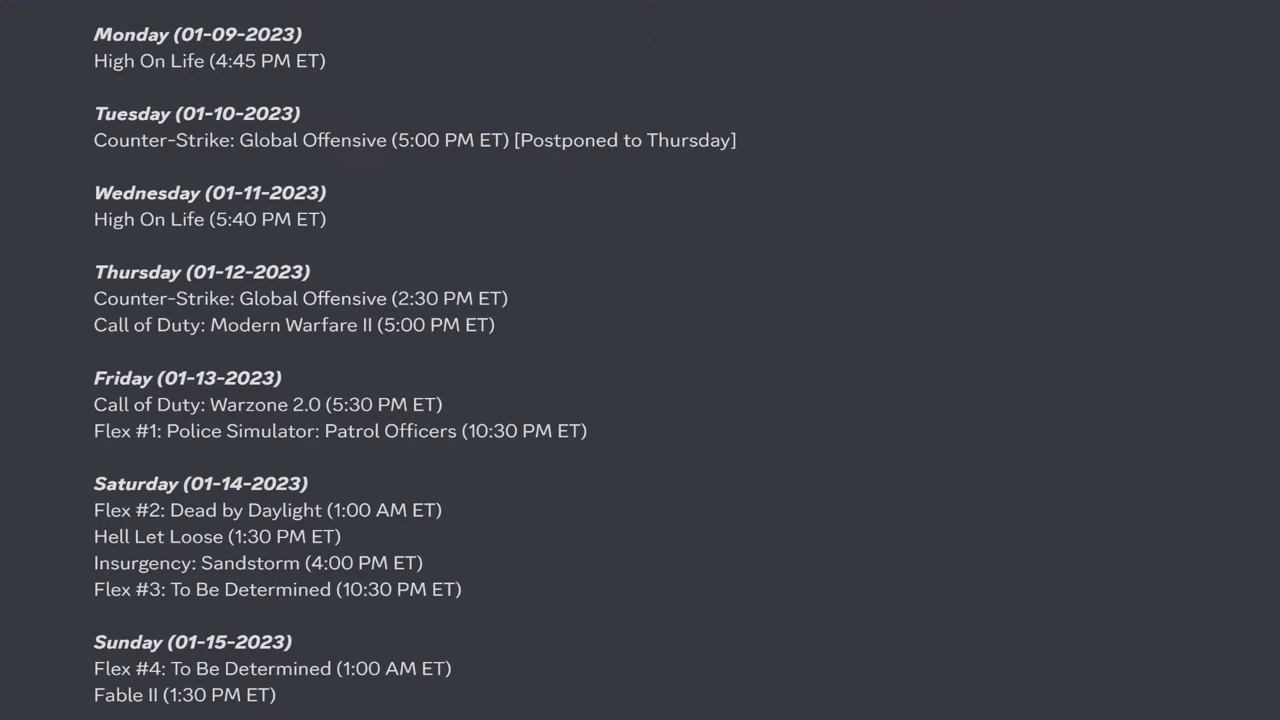 Monday (01-09-2023)
High On Life (4:45 PM ET)
Tuesday (01-10-2023)
Counter-Strike: Global Offensive (5:00 PM ET) [Postponed to Thursday]
Wednesday (01-11-2023)
High On Life (5:40 PM ET)
Thursday (01-12-2023)
Counter-Strike: Global Offensive (2:30 PM ET)
Call of Duty: Modern Warfare II (5:00 PM ET)
Friday (01-13-2023)
Call of Duty: Warzone 2.0 (5:30 PM ET)
Flex #1: Police Simulator: Patrol Officers (10:30 PM ET)
Saturday (01-14-2023)
Flex #2: Dead by Daylight (1:00 AM ET)
Hell Let Loose (1:30 PM ET)
Insurgency: Sandstorm (4:00 PM ET)
Flex #3: To Be Determined (10:30 PM ET)
Sunday (01-15-2023)
Flex #4: To Be Determined (1:00 AM ET)
Fable II (1:30 PM ET)